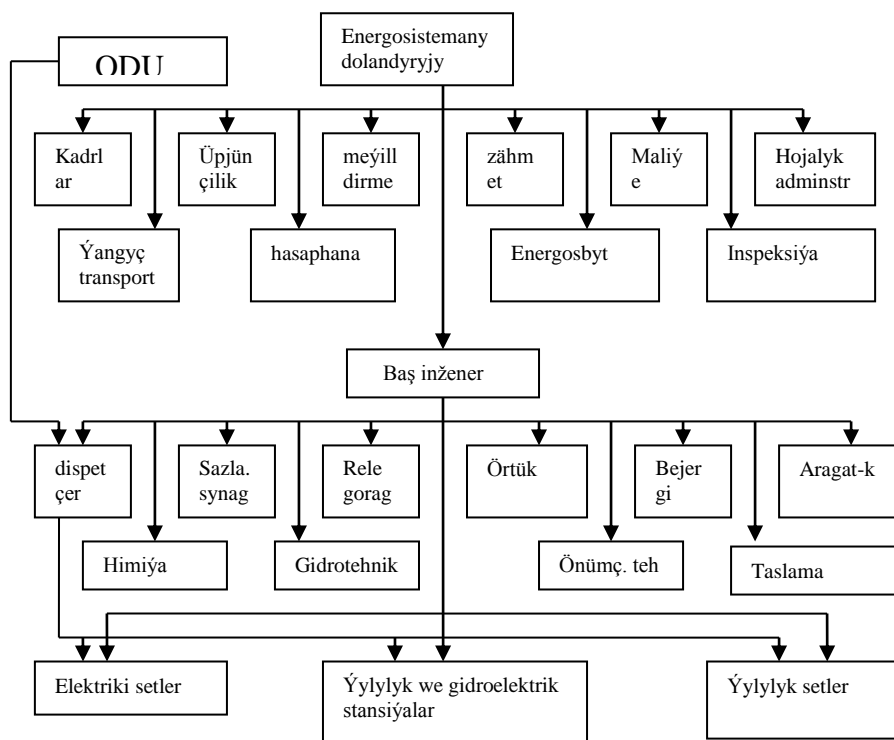 ODU
Energosistemany
dolandyryjy
Kadrl
ar
Üpjün
çilik
meýill
dirme
zähm
et
Maliý
e
Hojalyk
adminstr
Ýangyç
transport
hasaphana
Energosbyt
Inspeksiýa
Baş inžener
dispet
çer
Sazla.
synag
Rele
gorag
Örtük
Bejer
gi
Aragat-k
Himiýa
Gidrotehnik
Önümç. teh
Taslama
Elektriki setler
Ýylylyk we gidroelektrik
stansiýalar
Ýylylyk setler